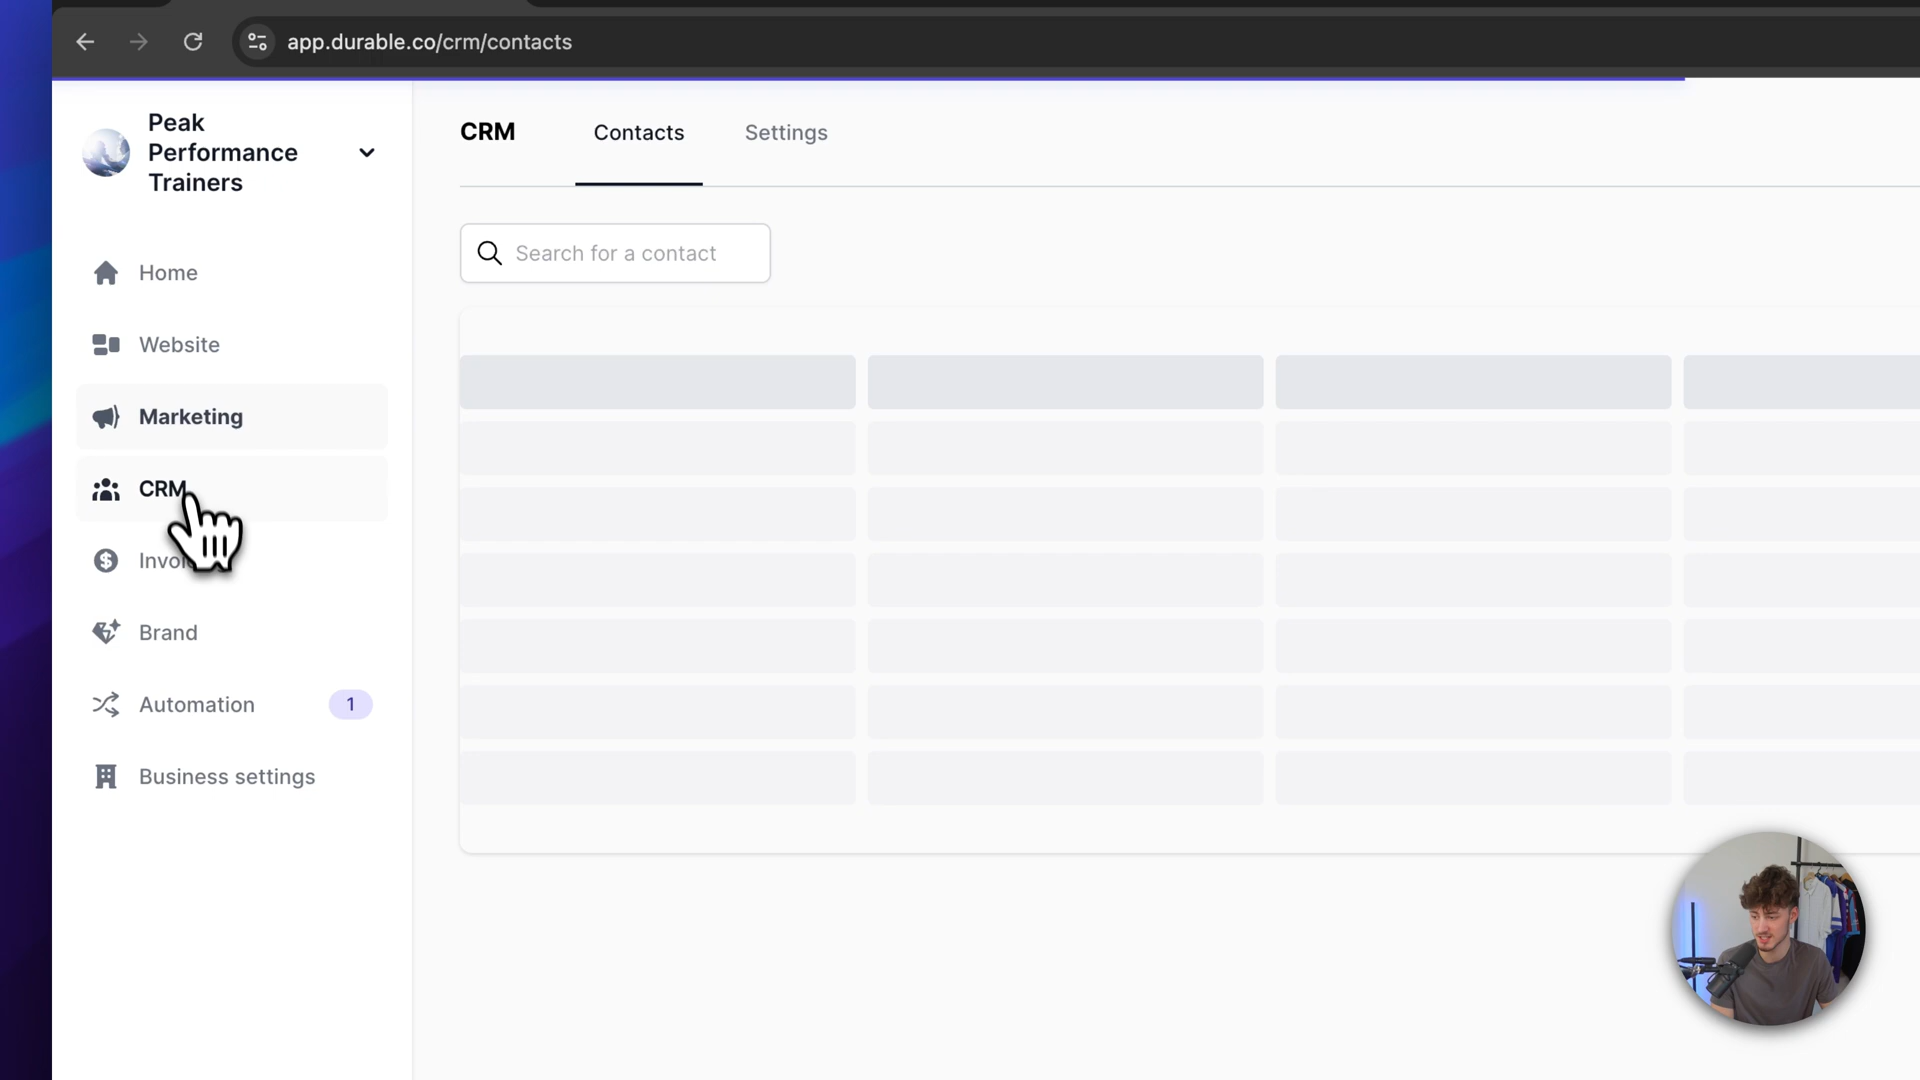 app.durable.co/crm/contacts
Peak
Performance
Trainers
CRM
Contacts
Settings
Search for a contact
Home
Website
Marketing
CRM
Brand
Automation
1
Business settings